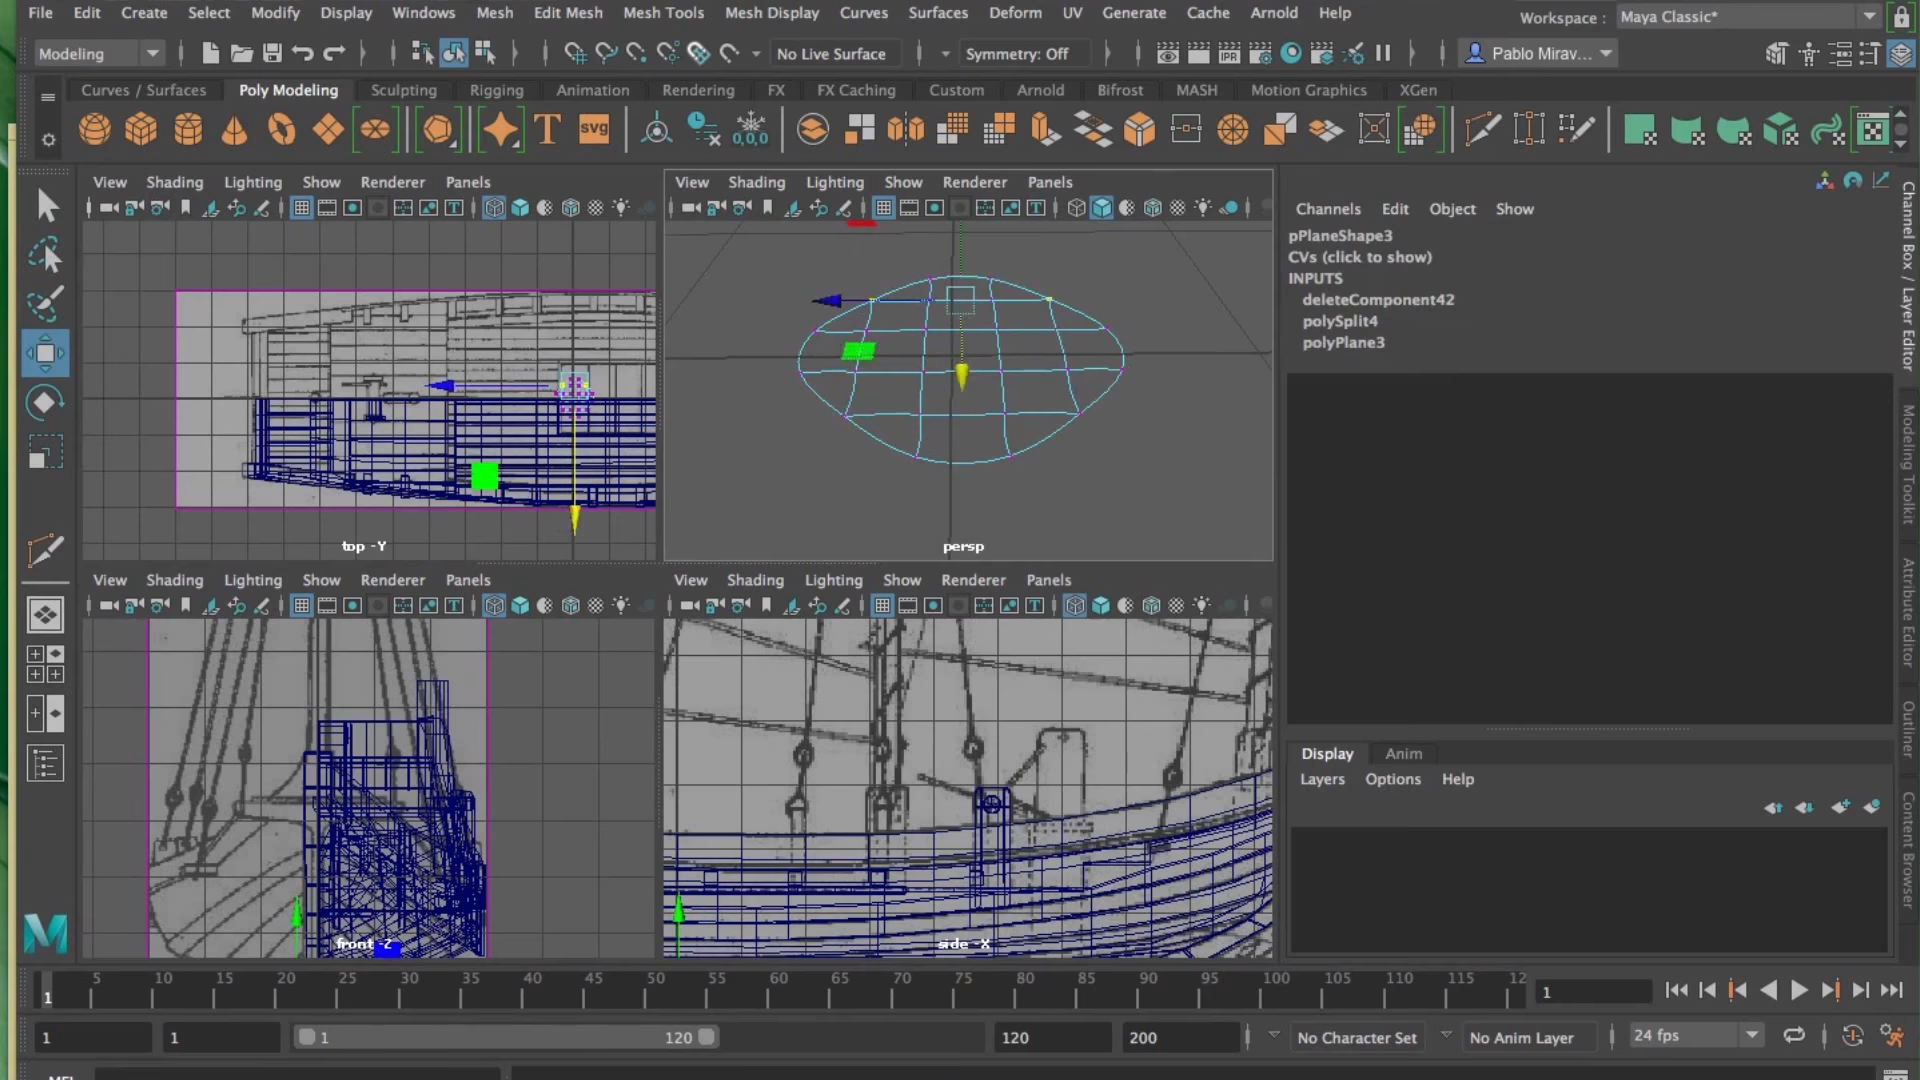 File Edit Create Select Modify Display Windows Mesh Edit Mesh Mesh Tools Mesh Display Curves Surfaces Deform UV Generate Cache Arnold Help Workspace : Maya Classic*
Modeling No Live Surface Symmetry: Off IPR Pablo Mirav...
Curves / Surfaces Poly Modeling Sculpting Rigging Animation Rendering FX FX Caching Custom Arnold Bifrost MASH Motion Graphics XGen
T svg 0,0,0
View Shading Lighting Show Renderer Panels
View Shading Lighting Show Renderer Panels
top -Y
persp
View Shading Lighting Show Renderer Panels
View Shading Lighting Show Renderer Panels
front -Z
side -X
Channels Edit Object Show
pPlaneShape3
CVs (click to show)
INPUTS
deleteComponent42
polySplit4
polyPlane3
Display Anim
Layers Options Help
Channel Box / Layer Editor
Modeling Toolkit
Attribute Editor
Outliner
Content Browser
1 5 10 15 20 25 30 35 40 45 50 55 60 65 70 75 80 85 90 95 100 105 110 115 12 1
1 1 1 120 120 200 No Character Set No Anim Layer 24 fps
MEL